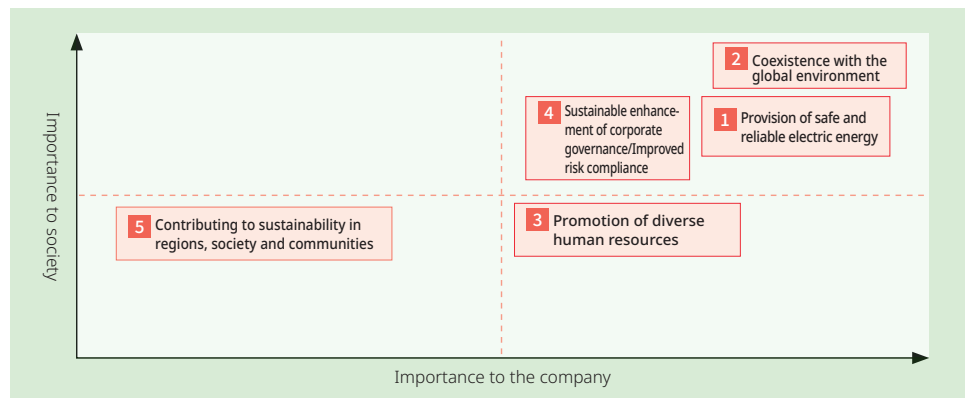 Importance to society
2 Coexistence with the
global environment
4 Sustainable enhance-
ment of corporate
governance/Improved
risk compliance
1 Provision of safe and
reliable electric energy
5 Contributing to sustainability in
regions, society and communities
3 Promotion of diverse
human resources
Importance to the company